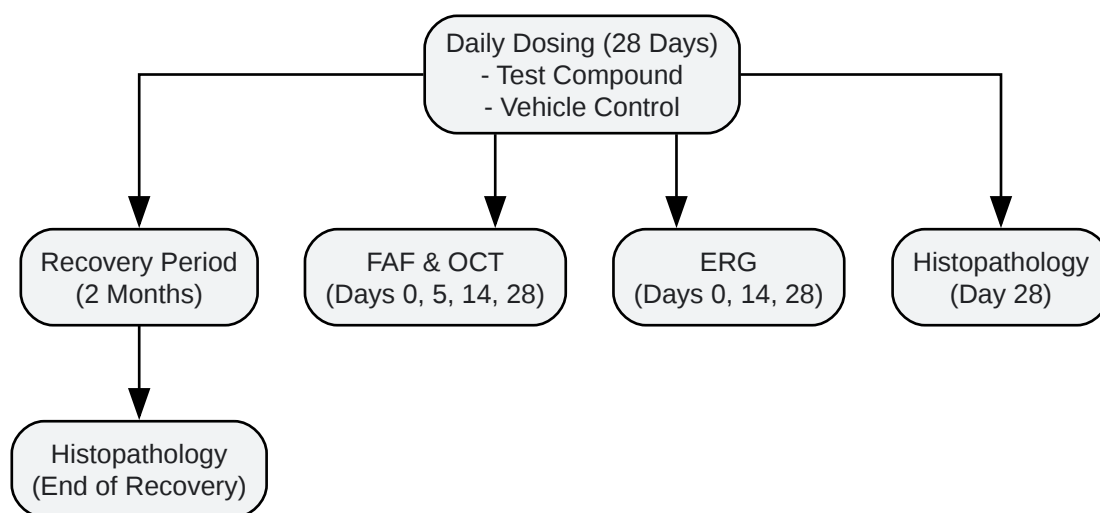 Daily Dosing (28 Days)
- Test Compound
- Vehicle Control
Recovery Period
(2 Months)
FAF & OCT
(Days 0, 5, 14, 28)
ERG
(Days 0, 14, 28)
Histopathology
(Day 28)
Histopathology
(End of Recovery)